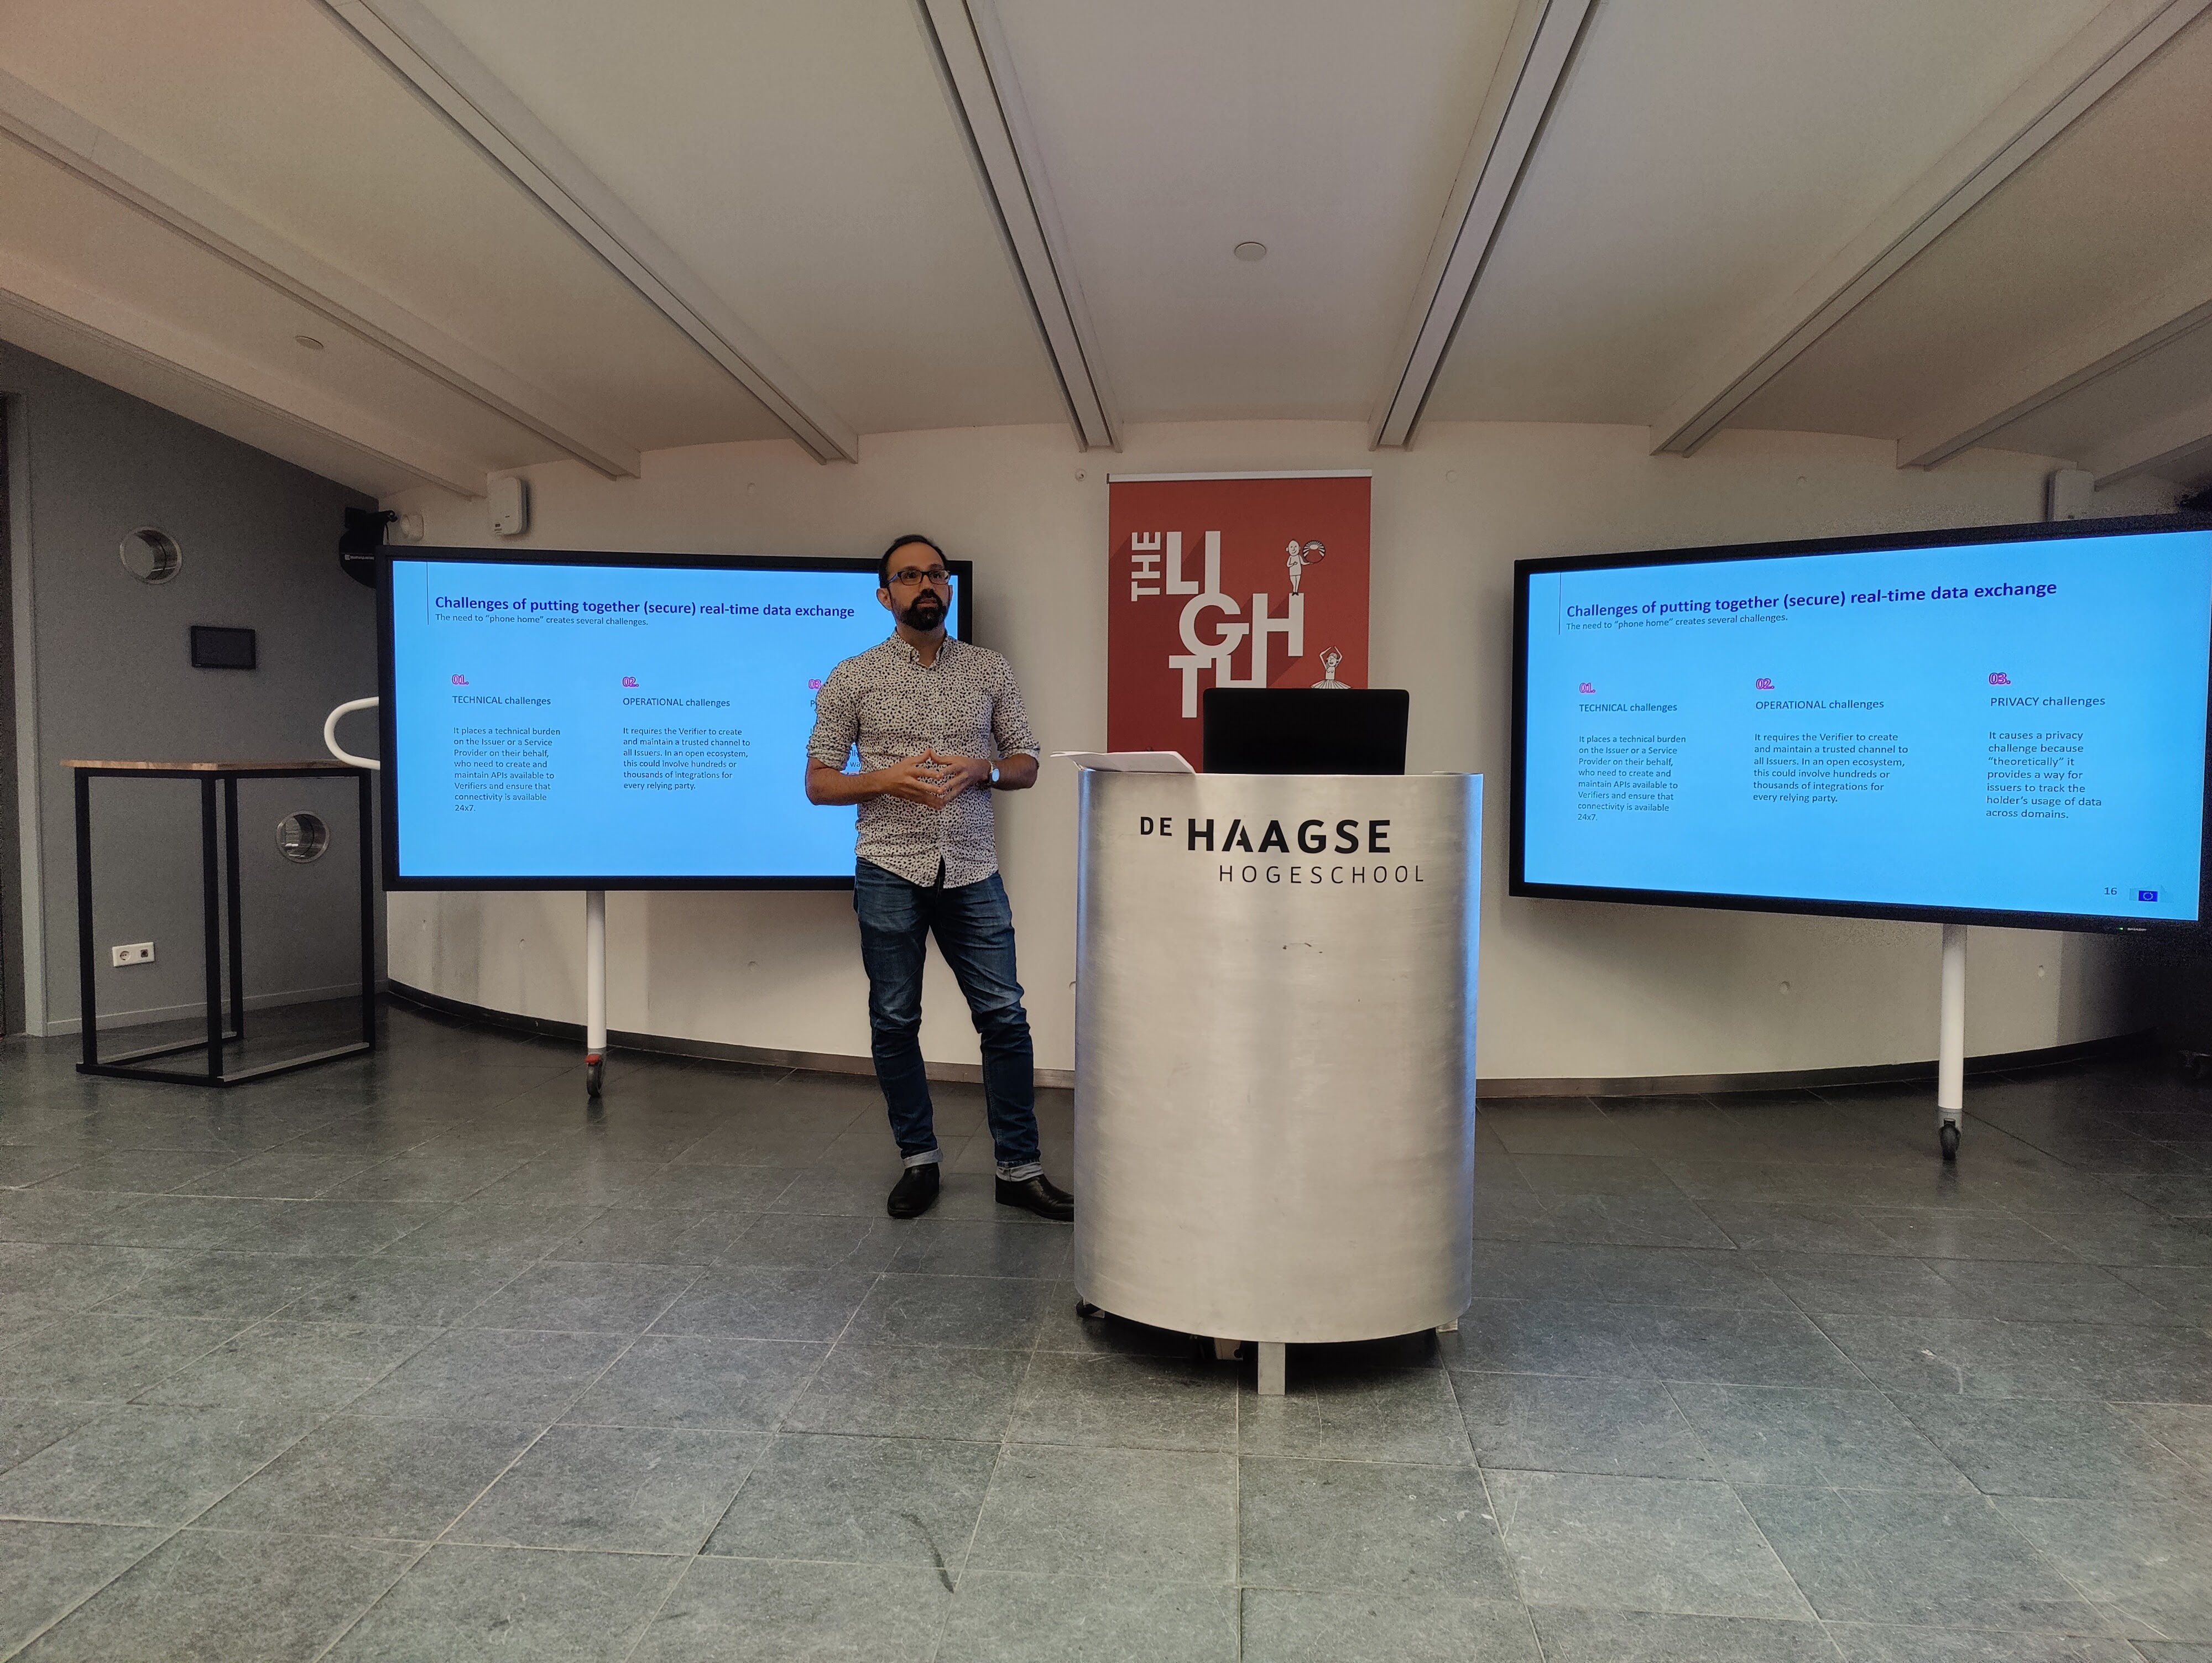 Challenges of putting together (secure) real-time data exchange
The need to "phone home" creates several challenges.
01.
TECHNICAL challenges
It places a technical burden
on the Issuer or a Service
Provider on their behalf,
who need to create and
maintain APIs available to
Verifiers and ensure that
connectivity is available
24x7.
02.
OPERATIONAL challenges
It requires the Verifier to create
and maintain a trusted channel to
all Issuers. In an open ecosystem,
this could involve hundreds or
thousands of integrations for
every relying party.
03
THE
LI
GH
TH
DE HAAGSE
HOGESCHOOL
Challenges of putting together (secure) real-time data exchange
The need to "phone home" creates several challenges.
01.
TECHNICAL challenges
It places a technical burden
on the Issuer or a Service
Provider on their behalf,
who need to create and
maintain APIs available to
Verifiers and ensure that
connectivity is available
24x7.
02.
OPERATIONAL challenges
It requires the Verifier to create
and maintain a trusted channel to
all Issuers. In an open ecosystem,
this could involve hundreds or
thousands of integrations for
every relying party.
03.
PRIVACY challenges
It causes a privacy
challenge because
"theoretically" it
provides a way for
issuers to track the
holder's usage of data
across domains.
16